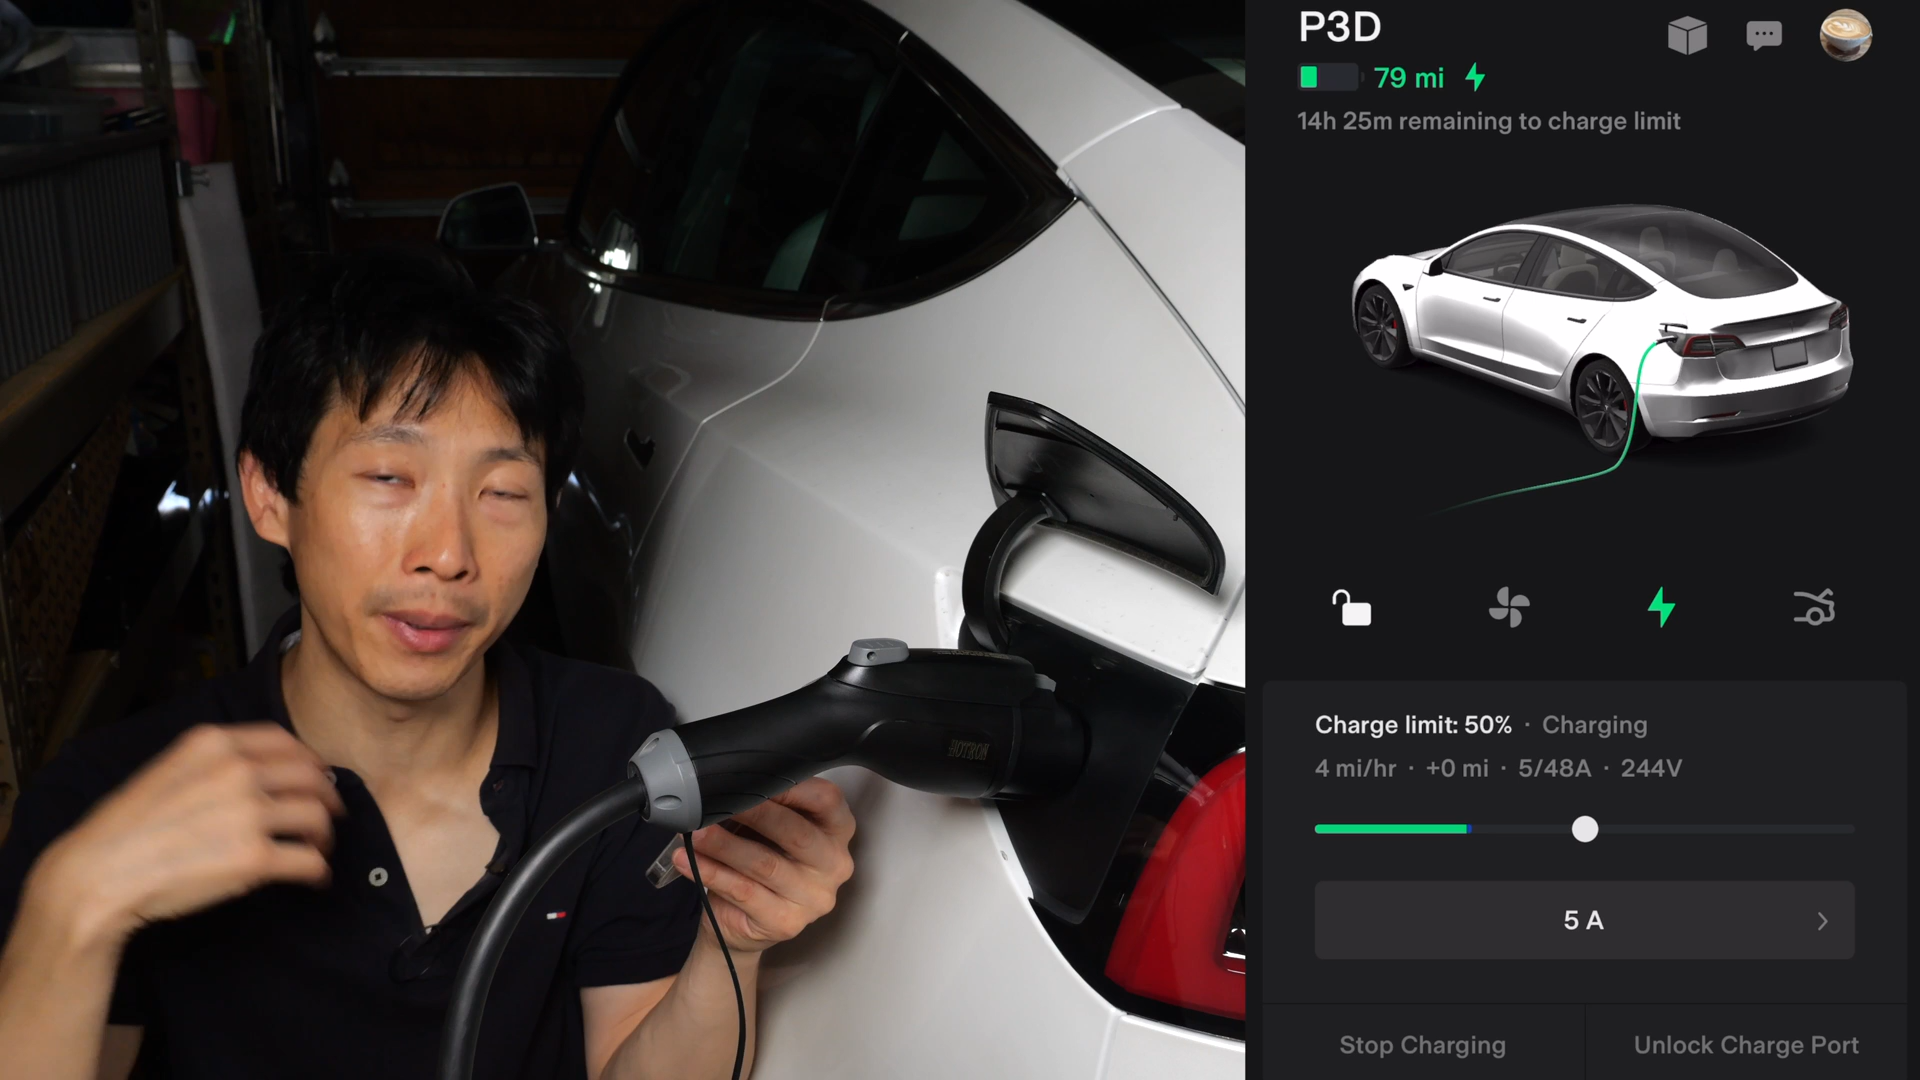 P3D
79 mi
14h 25m remaining to charge limit
Charge limit: 50% · Charging
4 mi/hr · +0 mi · 5/48A · 244V
5 A
Stop Charging
Unlock Charge Port